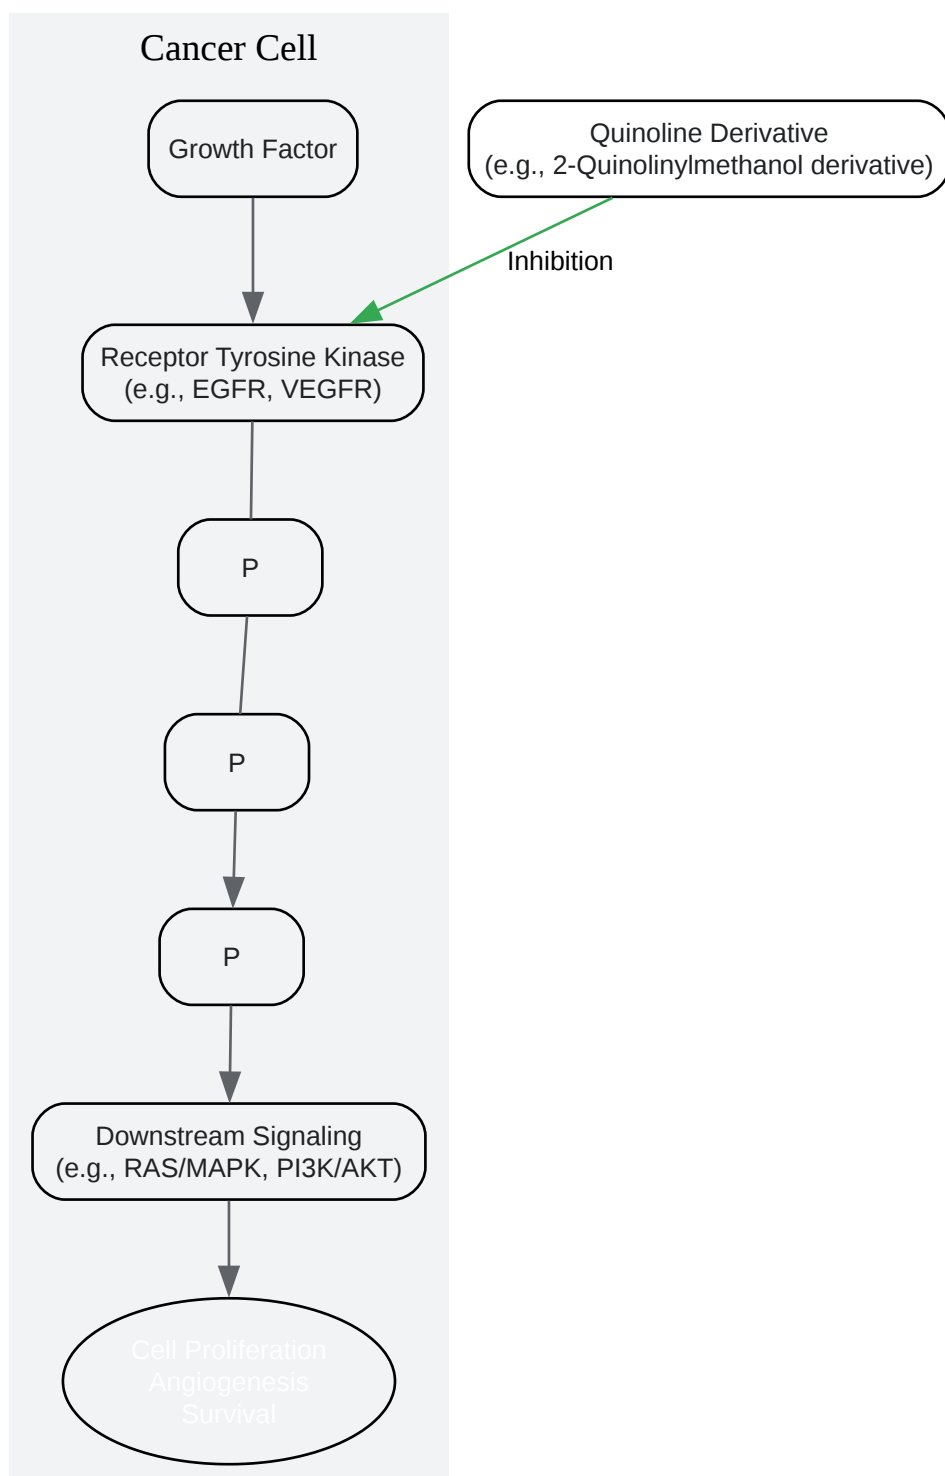 Cancer Cell
Growth Factor
Quinoline Derivative
(e.g., 2-Quinolinylmethanol derivative)
Inhibition
Receptor Tyrosine Kinase
(e.g., EGFR, VEGFR)
P
P
P
Downstream Signaling
(e.g., RAS/MAPK, PI3K/AKT)
Cell Proliferation
Angiogenesis
Survival